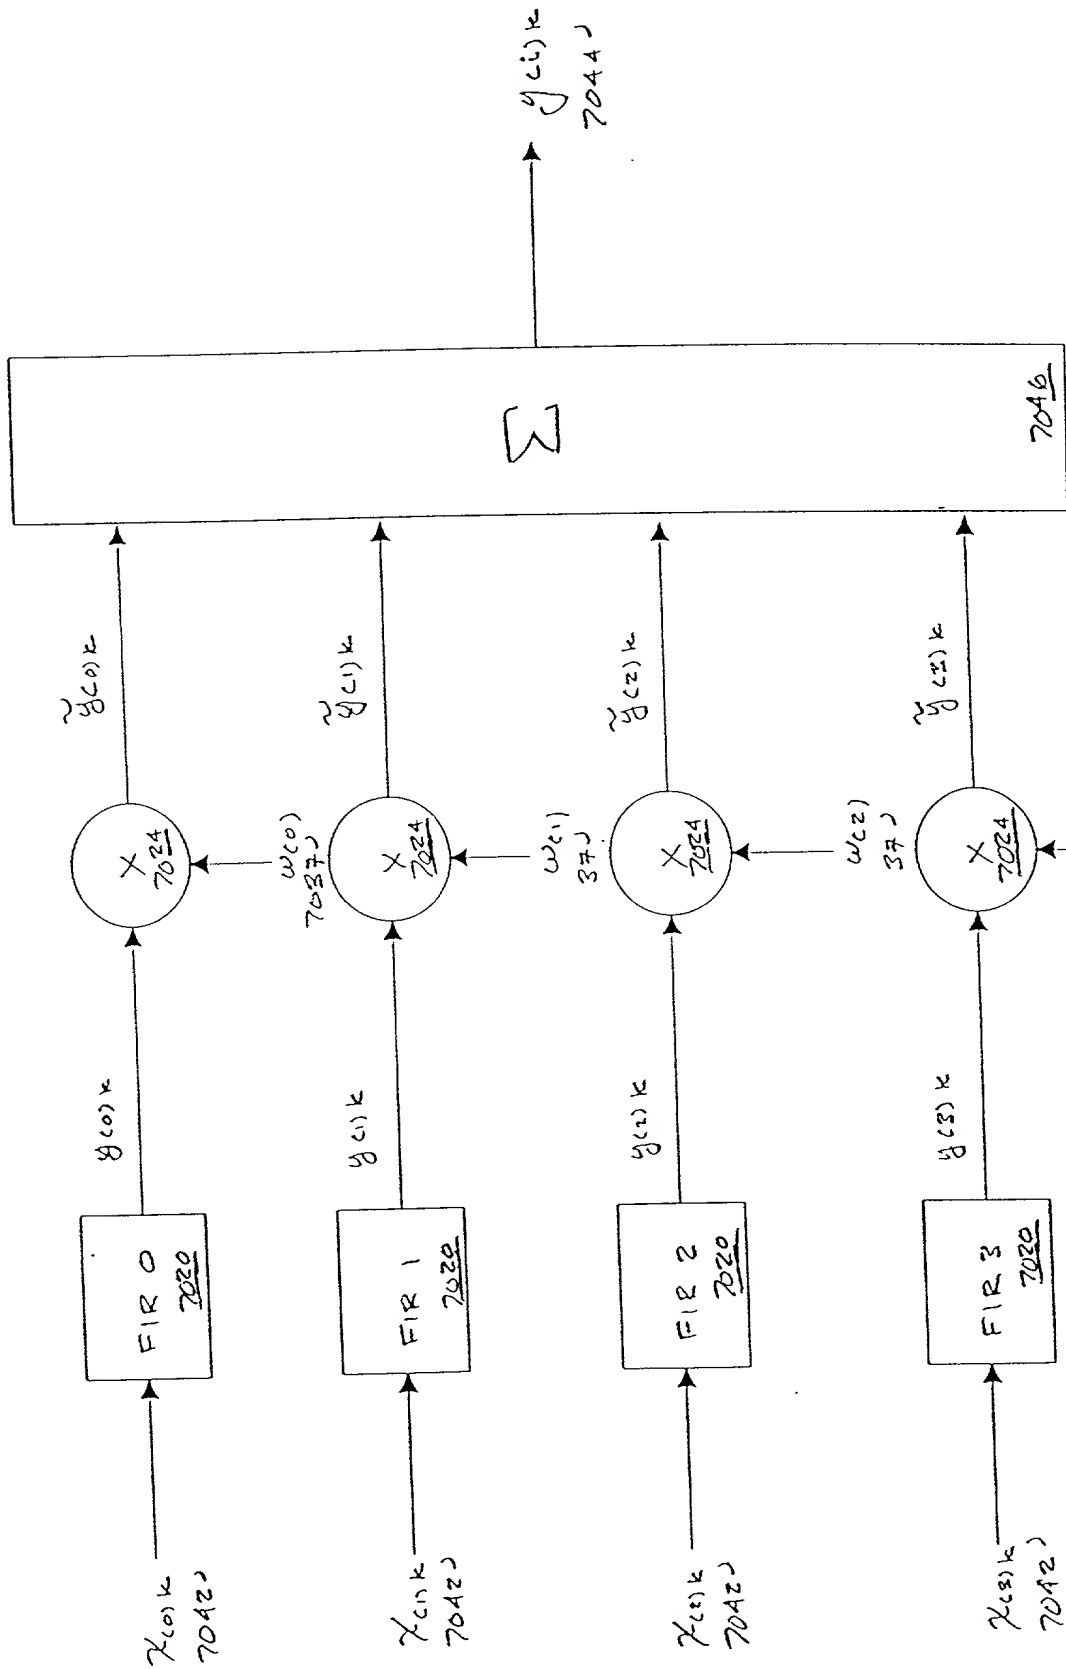 x(0)k
7042
FIR 0
7020
y(0)k
X
7024
ỹ(0)k
w(0)
7037
x(1)k
7042
FIR 1
7020
y(1)k
X
7024
ỹ(1)k
w(1)
37
x(2)k
7042
FIR 2
7020
y(2)k
X
7024
ỹ(2)k
w(2)
37
x(3)k
7042
FIR 3
7020
y(3)k
X
7024
ỹ(3)k
Σ
7046
y(i)k
7044